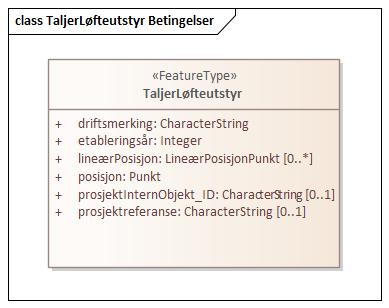 class TaljerLøfteutstyr Betingelser
«FeatureType»
TaljerLøfteutstyr
+ driftsmerking: CharacterString
+ etableringsår: Integer
+ lineærPosisjon: LineærPosisjonPunkt [0..*]
+ posisjon: Punkt
+ prosjektInternObjekt_ID: CharacterString [0..1]
+ prosjektreferanse: CharacterString [0..1]